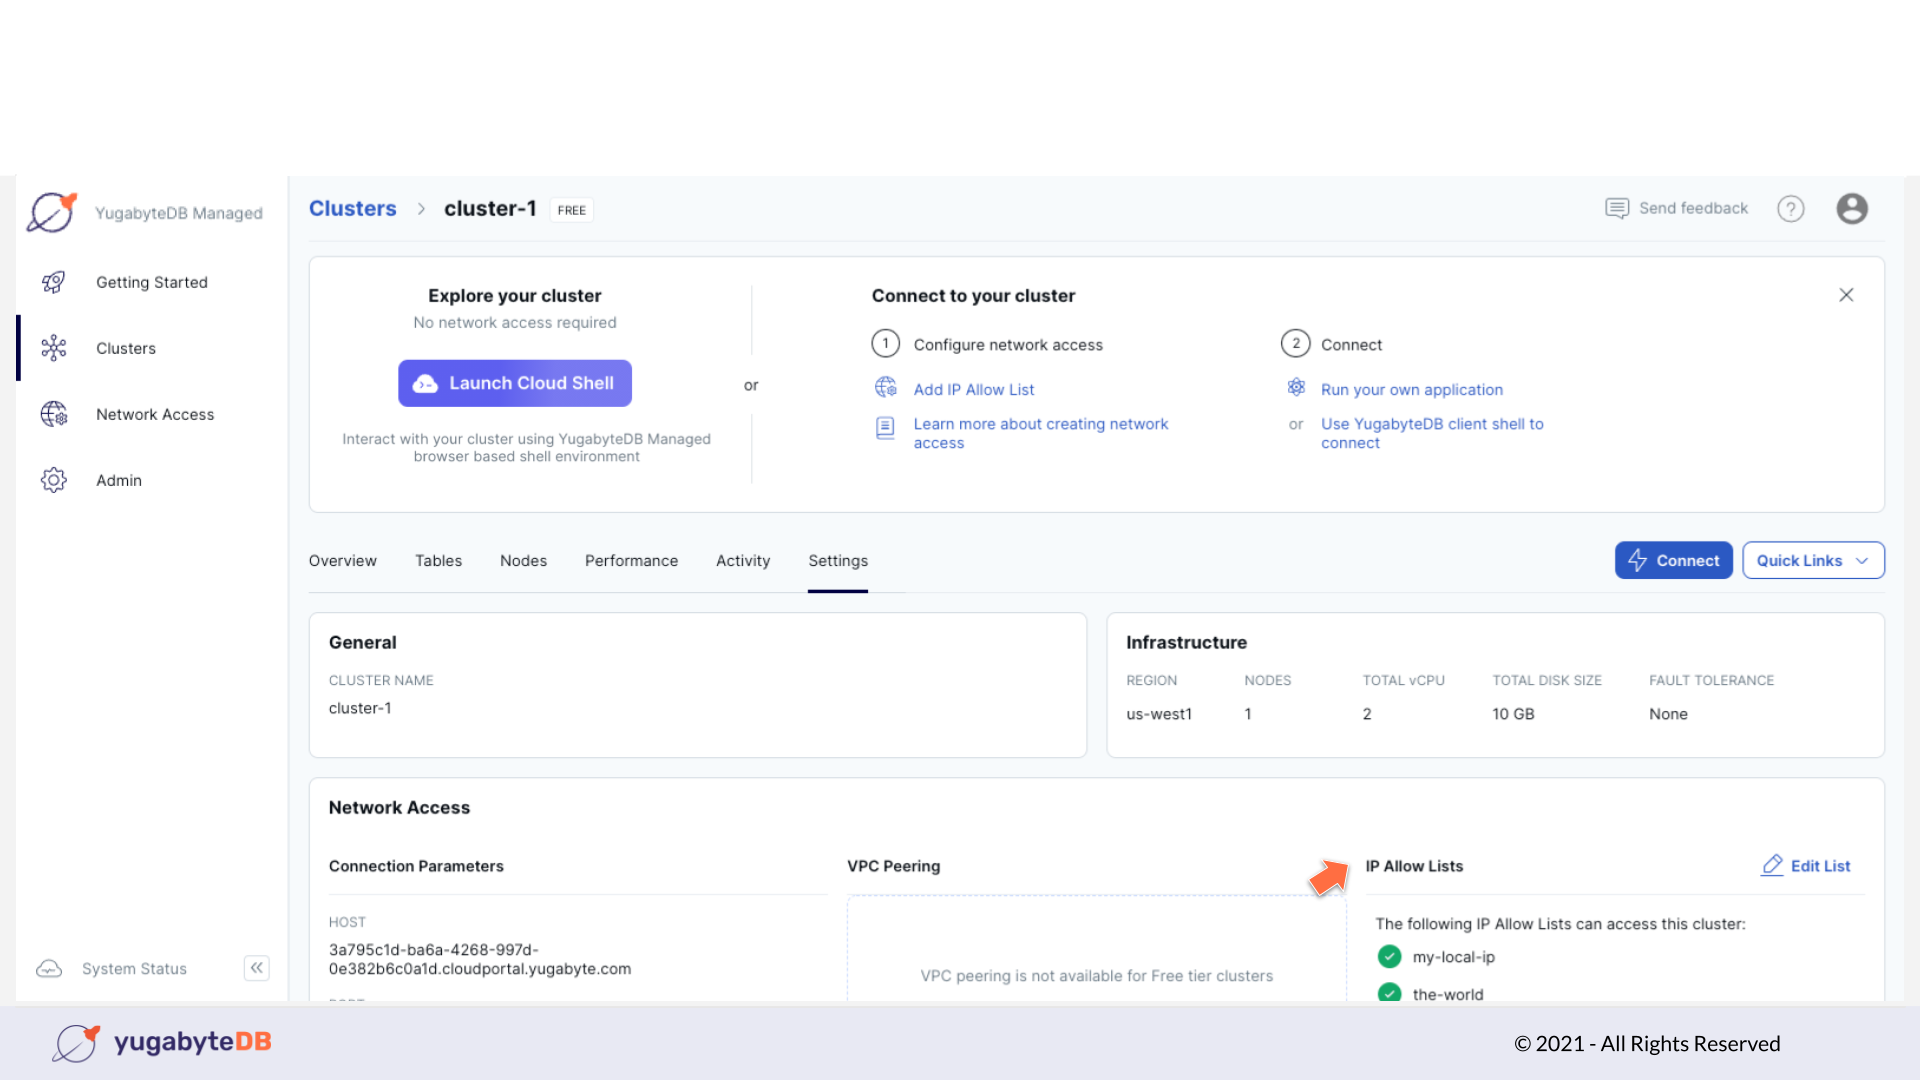 YugabyteDB Managed
Getting Started
Clusters
Network Access
Admin
System Status
Clusters > cluster-1 FREE
Send feedback
?
Explore your cluster
No network access required
Launch Cloud Shell
Interact with your cluster using YugabyteDB Managed
browser based shell environment
or
Connect to your cluster
1 Configure network access
Add IP Allow List
Learn more about creating network
access
2 Connect
Run your own application
or Use YugabyteDB client shell to
connect
Overview Tables Nodes Performance Activity Settings
Connect
Quick Links
General
CLUSTER NAME
cluster-1
Infrastructure
REGION NODES TOTAL vCPU TOTAL DISK SIZE FAULT TOLERANCE
us-west1 1 2 10 GB None
Network Access
Connection Parameters
HOST
3a795c1d-ba6a-4268-997d-
0e382b6c0a1d.cloudportal.yugabyte.com
VPC Peering
VPC peering is not available for Free tier clusters
IP Allow Lists
Edit List
The following IP Allow Lists can access this cluster:
my-local-ip
the-world
yugabyteDB
© 2021 - All Rights Reserved